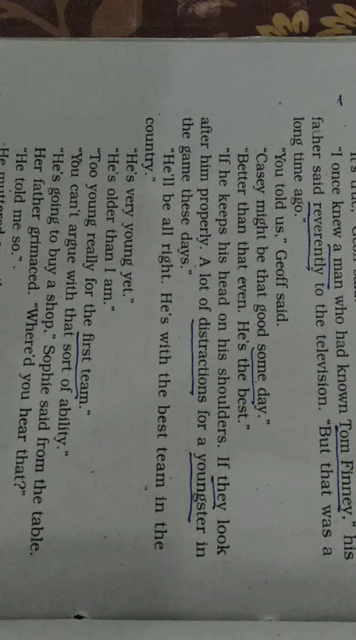 "I once knew a man who had known Tom Finney," his
father said reverently to the television. "But that was a
long time ago."
"You told us," Geoff said.
"Casey might be that good some day."
"Better than that even. He's the best."
"If he keeps his head on his shoulders. If they look
after him properly. A lot of distractions for a youngster in
the game these days."
"He'll be all right. He's with the best team in the
country."
"He's very young yet."
"He's older than I am."
"Too young really for the first team."
"You can't argue with that sort of ability."
"He's going to buy a shop," Sophie said from the table.
Her father grimaced. "Where'd you hear that?"
"He told me so."
He muttered